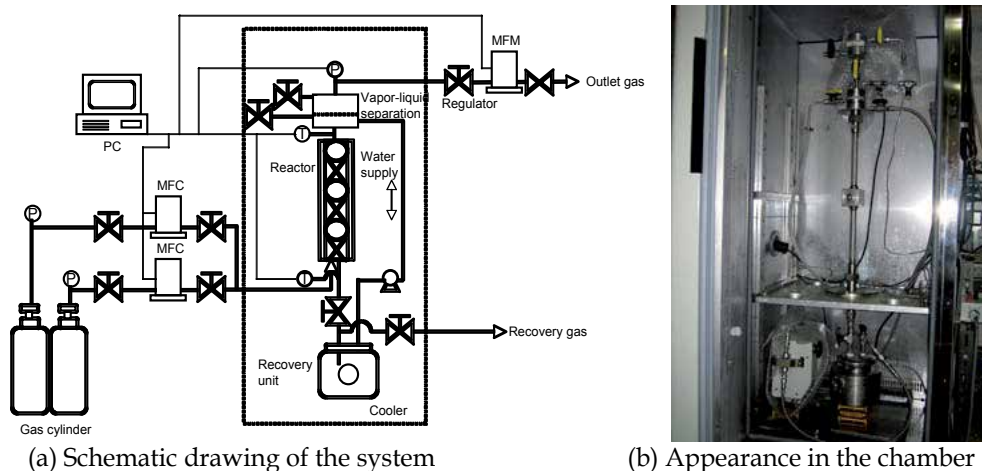 MFM
P
Outlet gas
Regulator
Vapor-liquid
separation
PC
T
Reactor
Water
supply
MFC
P
MFC
P
T
Recovery gas
Recovery
unit
Cooler
Gas cylinder
(a) Schematic drawing of the system
(b) Appearance in the chamber